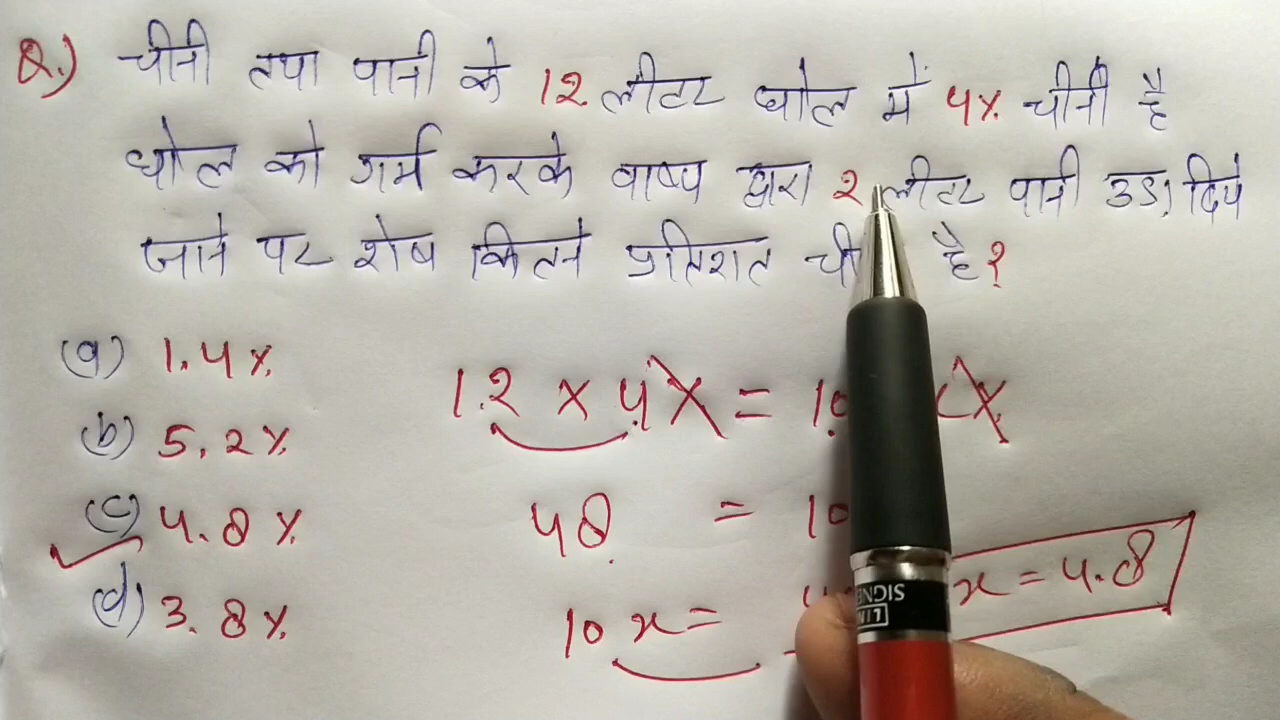 Q.) चीनी तथा पानी के 12 लीटर घोल में 4% चीनी है
घोल को गर्म करके वाष्प द्वारा 2 लीटर पानी उड़ा दिये
जाने पर शेष कितने प्रतिशत है?
(a) 1.4%
(b) 5.2%
(c) 4.8%
(d) 3.8%
12 × 4% = 10
48 = 10
10x =
x = 4.8
SIGNE